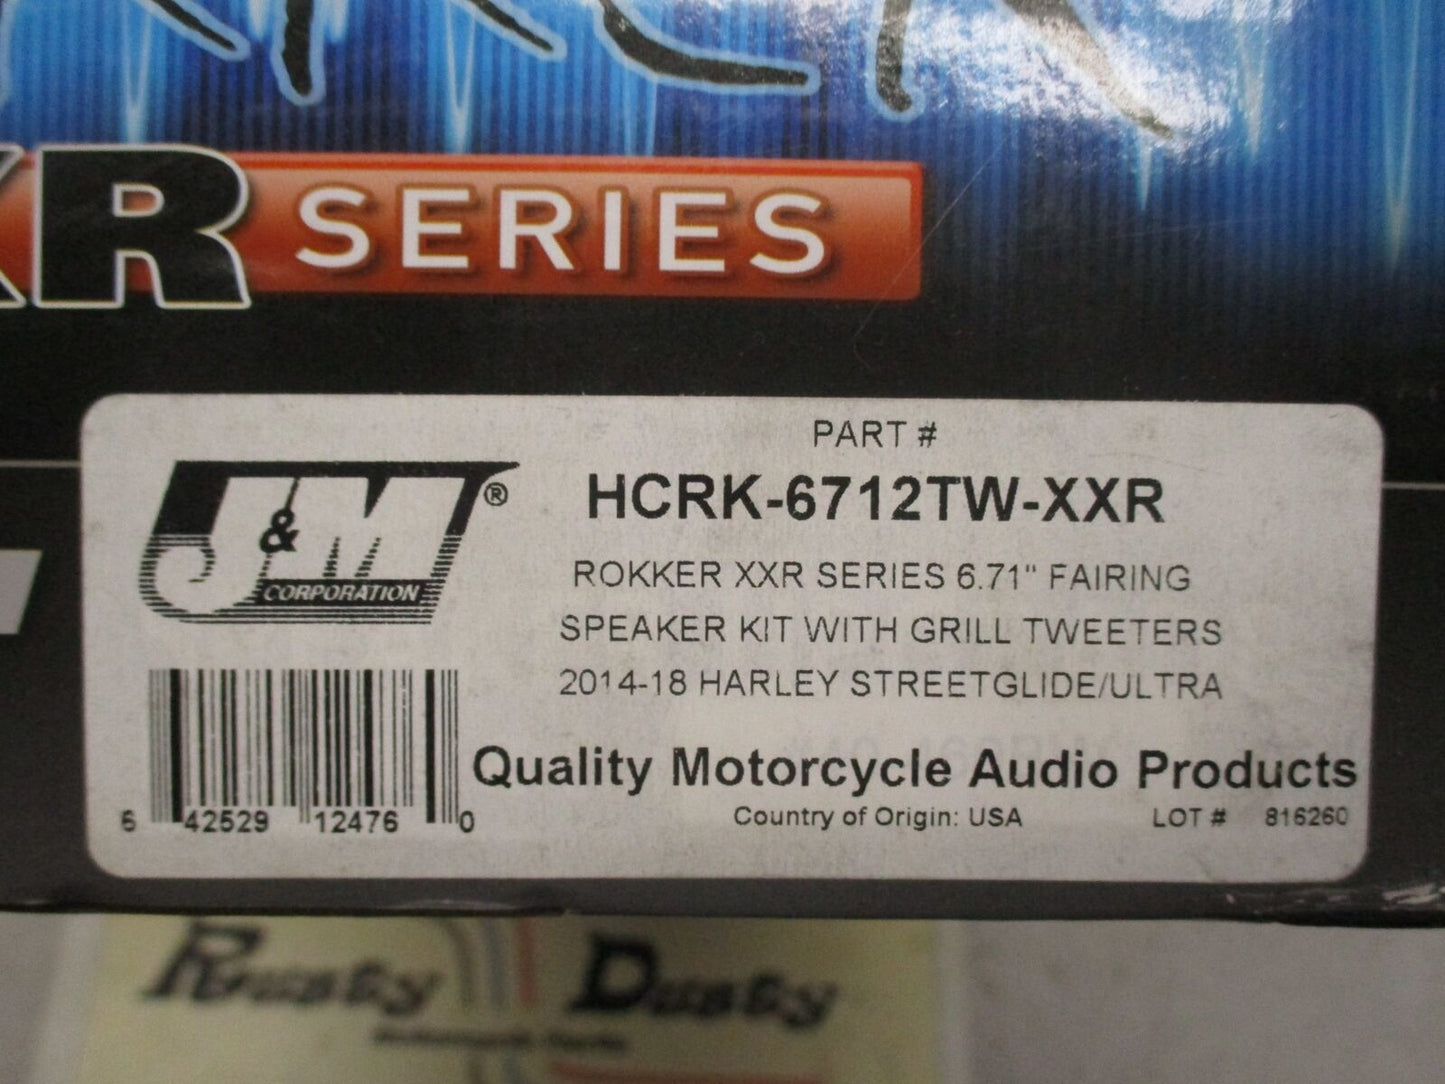 XR SERIES
PART #
HCRK-6712TW-XXR
J&M ®
CORPORATION
ROKKER XXR SERIES 6.71" FAIRING
SPEAKER KIT WITH GRILL TWEETERS
2014-18 HARLEY STREETGLIDE/ULTRA
Quality Motorcycle Audio Products
6 42529 12476 0
Country of Origin: USA LOT # 816260
Rusty Dusty